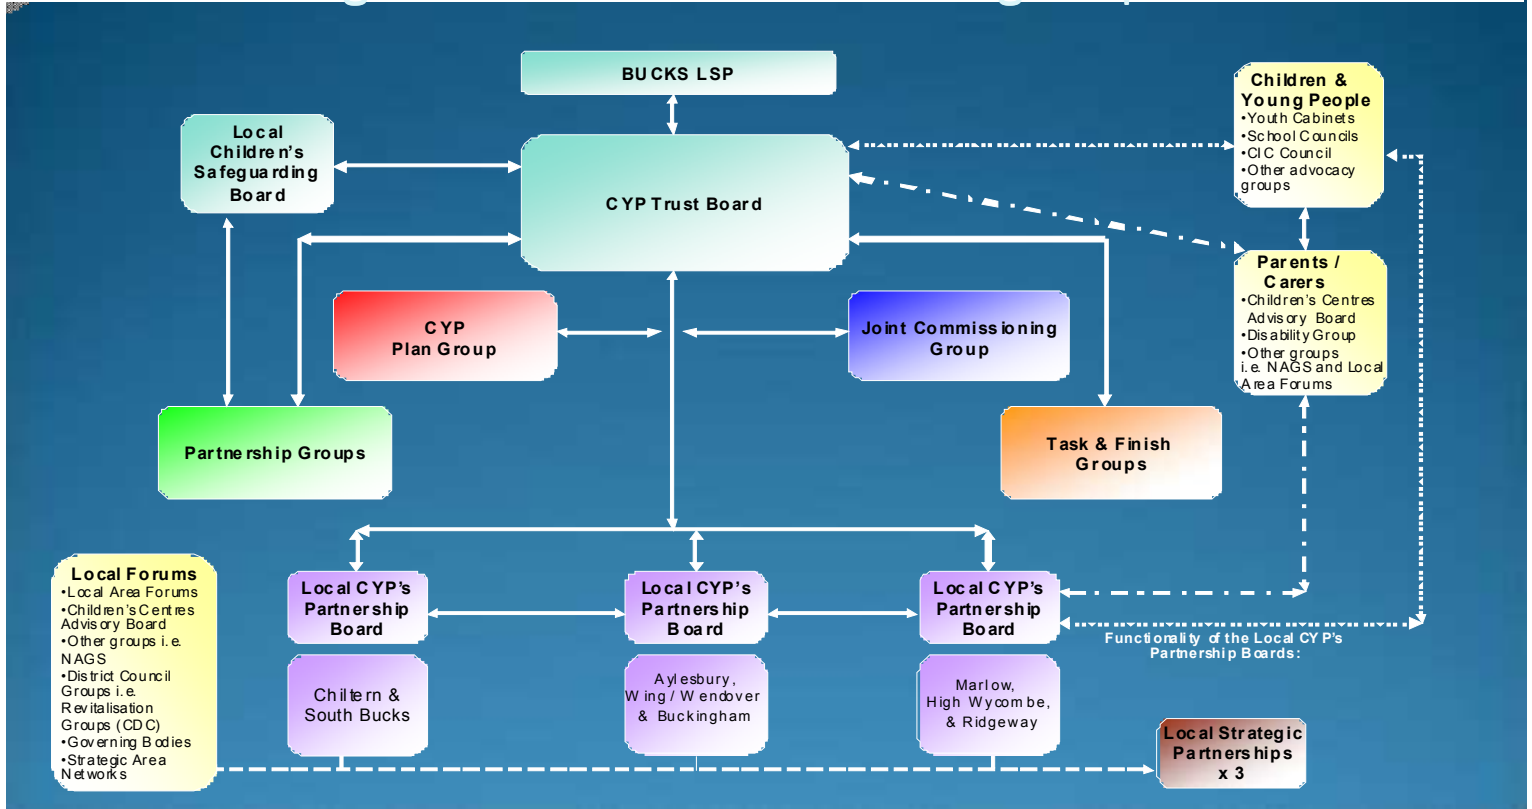 BUCKS LSP
Local
Children's
Safeguarding
Board
CYP Trust Board
Children &
Young People
•Youth Cabinets
•School Councils
•CIC Council
•Other advocacy
groups
Parents /
Carers
•Children's Centres
Advisory Board
•Disability Group
•Other groups
i.e. NAGS and Local
Area Forums
CYP
Plan Group
Joint Commissioning
Group
Partnership Groups
Task & Finish
Groups
Local Forums
•Local Area Forums
•Children's Centres
Advisory Board
•Other groups i.e.
NAGS
•District Council
Groups i.e.
Revitalisation
Groups (CDC)
•Governing Bodies
•Strategic Area
Networks
Local CYP's
Partnership
Board
Local CYP's
Partnership
Board
Local CYP's
Partnership
Board
Functionality of the Local CYP's
Partnership Boards:
Chiltern &
South Bucks
Aylesbury,
Wing / Wendover
& Buckingham
Marlow,
High Wycombe,
& Ridgeway
Local Strategic
Partnerships
x 3